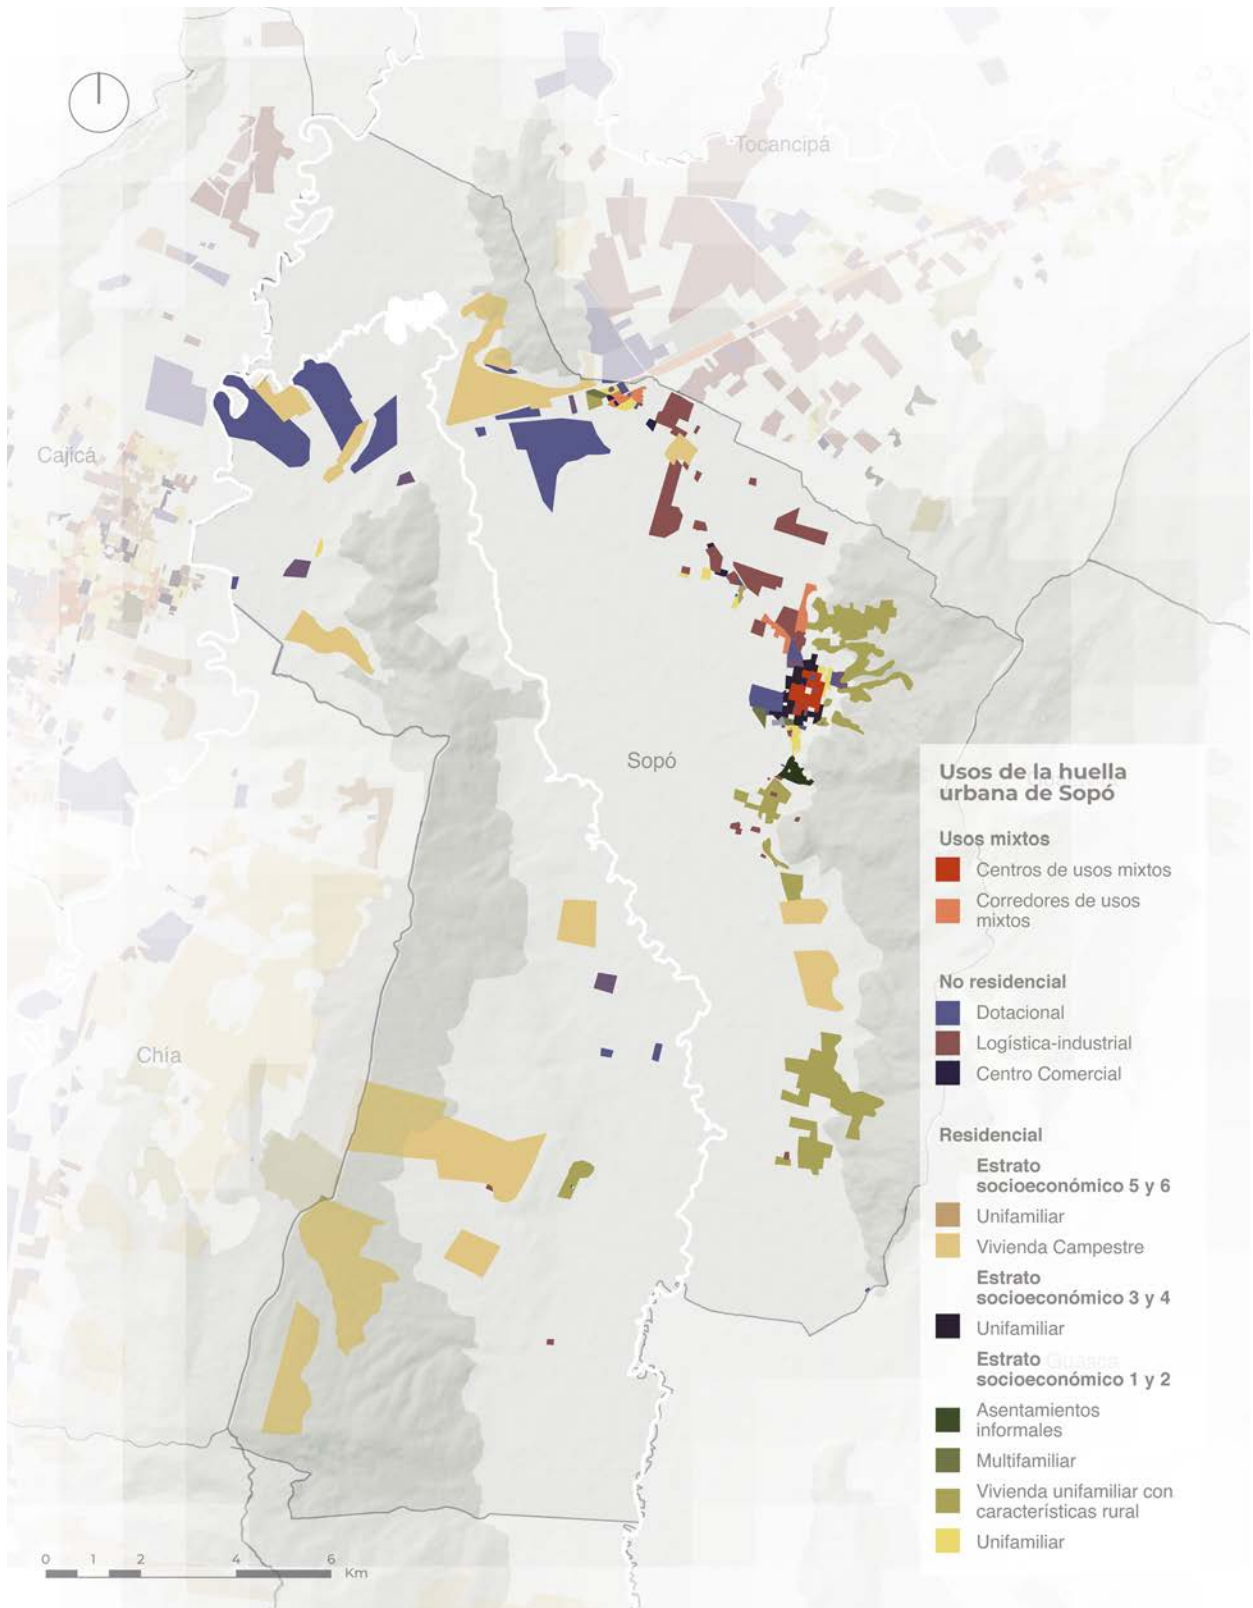 Tocancipá
Cajicá
Sopó
Chía
Usos de la huella
urbana de Sopó
Usos mixtos
Centros de usos mixtos
Corredores de usos
mixtos
No residencial
Dotacional
Logística-industrial
Centro Comercial
Residencial
Estrato
socioeconómico 5 y 6
Unifamiliar
Vivienda Campestre
Estrato
socioeconómico 3 y 4
Unifamiliar
Estrato
Guasca
socioeconómico 1 y 2
Asentamientos
informales
Multifamiliar
Vivienda unifamiliar con
características rural
Unifamiliar
0 1 2 4 6
Km